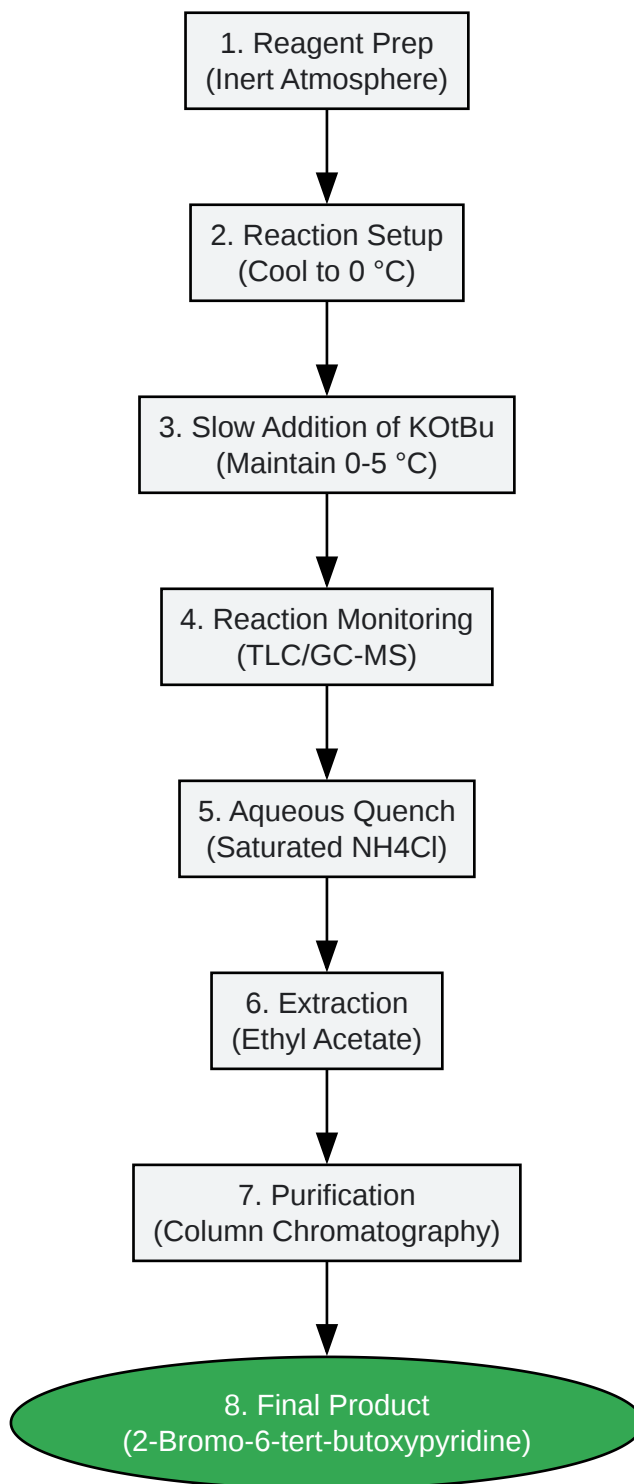 1. Reagent Prep
(Inert Atmosphere)
2. Reaction Setup
(Cool to 0 °C)
3. Slow Addition of KOtBu
(Maintain 0-5 °C)
4. Reaction Monitoring
(TLC/GC-MS)
5. Aqueous Quench
(Saturated NH4Cl)
6. Extraction
(Ethyl Acetate)
7. Purification
(Column Chromatography)
8. Final Product
(2-Bromo-6-tert-butoxypyridine)